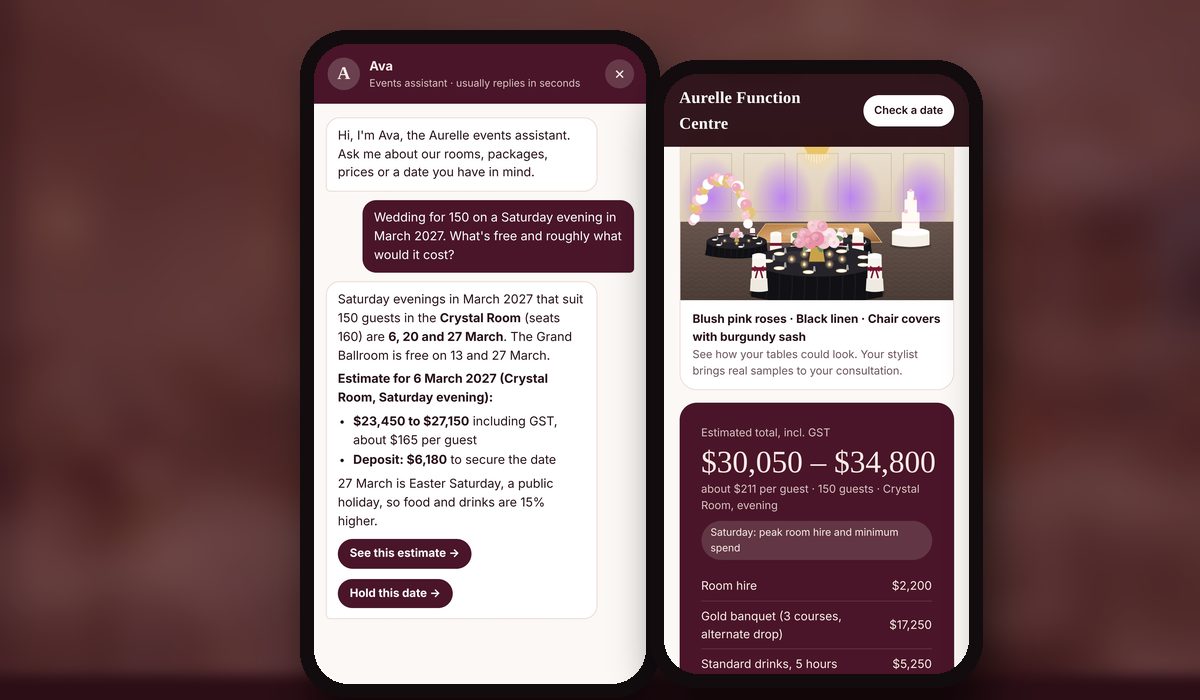 A
Ava
Events assistant · usually replies in seconds
×
Hi, I'm Ava, the Aurelle events assistant.
Ask me about our rooms, packages,
prices or a date you have in mind.
Wedding for 150 on a Saturday evening in
March 2027. What's free and roughly what
would it cost?
Saturday evenings in March 2027 that suit
150 guests in the Crystal Room (seats
160) are 6, 20 and 27 March. The Grand
Ballroom is free on 13 and 27 March.
Estimate for 6 March 2027 (Crystal
Room, Saturday evening):
• $23,450 to $27,150 including GST,
about $165 per guest
• Deposit: $6,180 to secure the date
27 March is Easter Saturday, a public
holiday, so food and drinks are 15%
higher.
See this estimate →
Hold this date →
Aurelle Function
Centre
Check a date
Blush pink roses · Black linen · Chair covers
with burgundy sash
See how your tables could look. Your stylist
brings real samples to your consultation.
Estimated total, incl. GST
$30,050 – $34,800
about $211 per guest · 150 guests · Crystal
Room, evening
Saturday: peak room hire and minimum
spend
Room hire $2,200
Gold banquet (3 courses,
alternate drop) $17,250
Standard drinks, 5 hours $5,250